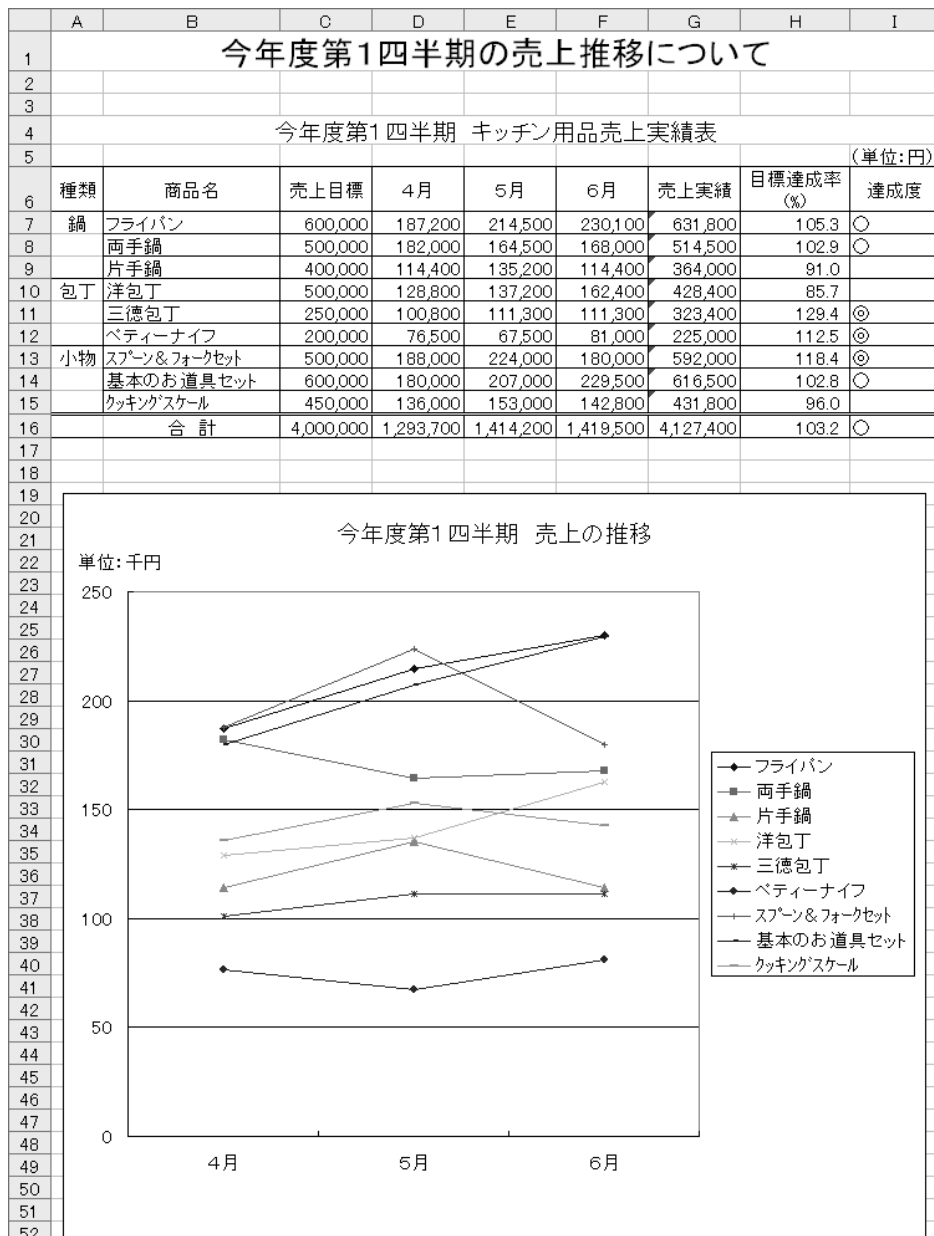 A B C D E F G H I
1 今年度第1四半期の売上推移について
2
3
4 今年度第1四半期 キッチン用品売上実績表
5 (単位:円)
6 種類 商品名 売上目標 4月 5月 6月 売上実績 目標達成率(%) 達成度
7 鍋 フライパン 600,000 187,200 214,500 230,100 631,800 105.3 ○
8 両手鍋 500,000 182,000 164,500 168,000 514,500 102.9 ○
9 片手鍋 400,000 114,400 135,200 114,400 364,000 91.0
10 包丁 洋包丁 500,000 128,800 137,200 162,400 428,400 85.7
11 三徳包丁 250,000 100,800 111,300 111,300 323,400 129.4 ◎
12 ペティーナイフ 200,000 76,500 67,500 81,000 225,000 112.5 ◎
13 小物 ｽﾌﾟｰﾝ&ﾌｫｰｸｾｯﾄ 500,000 188,000 224,000 180,000 592,000 118.4 ◎
14 基本のお道具セット 600,000 180,000 207,000 229,500 616,500 102.8 ○
15 ｸｯｷﾝｸﾞｽｹｰﾙ 450,000 136,000 153,000 142,800 431,800 96.0
16 合計 4,000,000 1,293,700 1,414,200 1,419,500 4,127,400 103.2 ○
17
18
19
20
21 今年度第1四半期 売上の推移
22 単位:千円
23 250
24
25
26
27
28 200
29
30
31 フライパン
32 両手鍋
33 150 片手鍋
34 洋包丁
35 三徳包丁
36 ペティーナイフ
37 ｽﾌﾟｰﾝ&ﾌｫｰｸｾｯﾄ
38 100 基本のお道具セット
39 ｸｯｷﾝｸﾞｽｹｰﾙ
40
41
42
43 50
44
45
46
47
48 0
49 4月 5月 6月
50
51
52